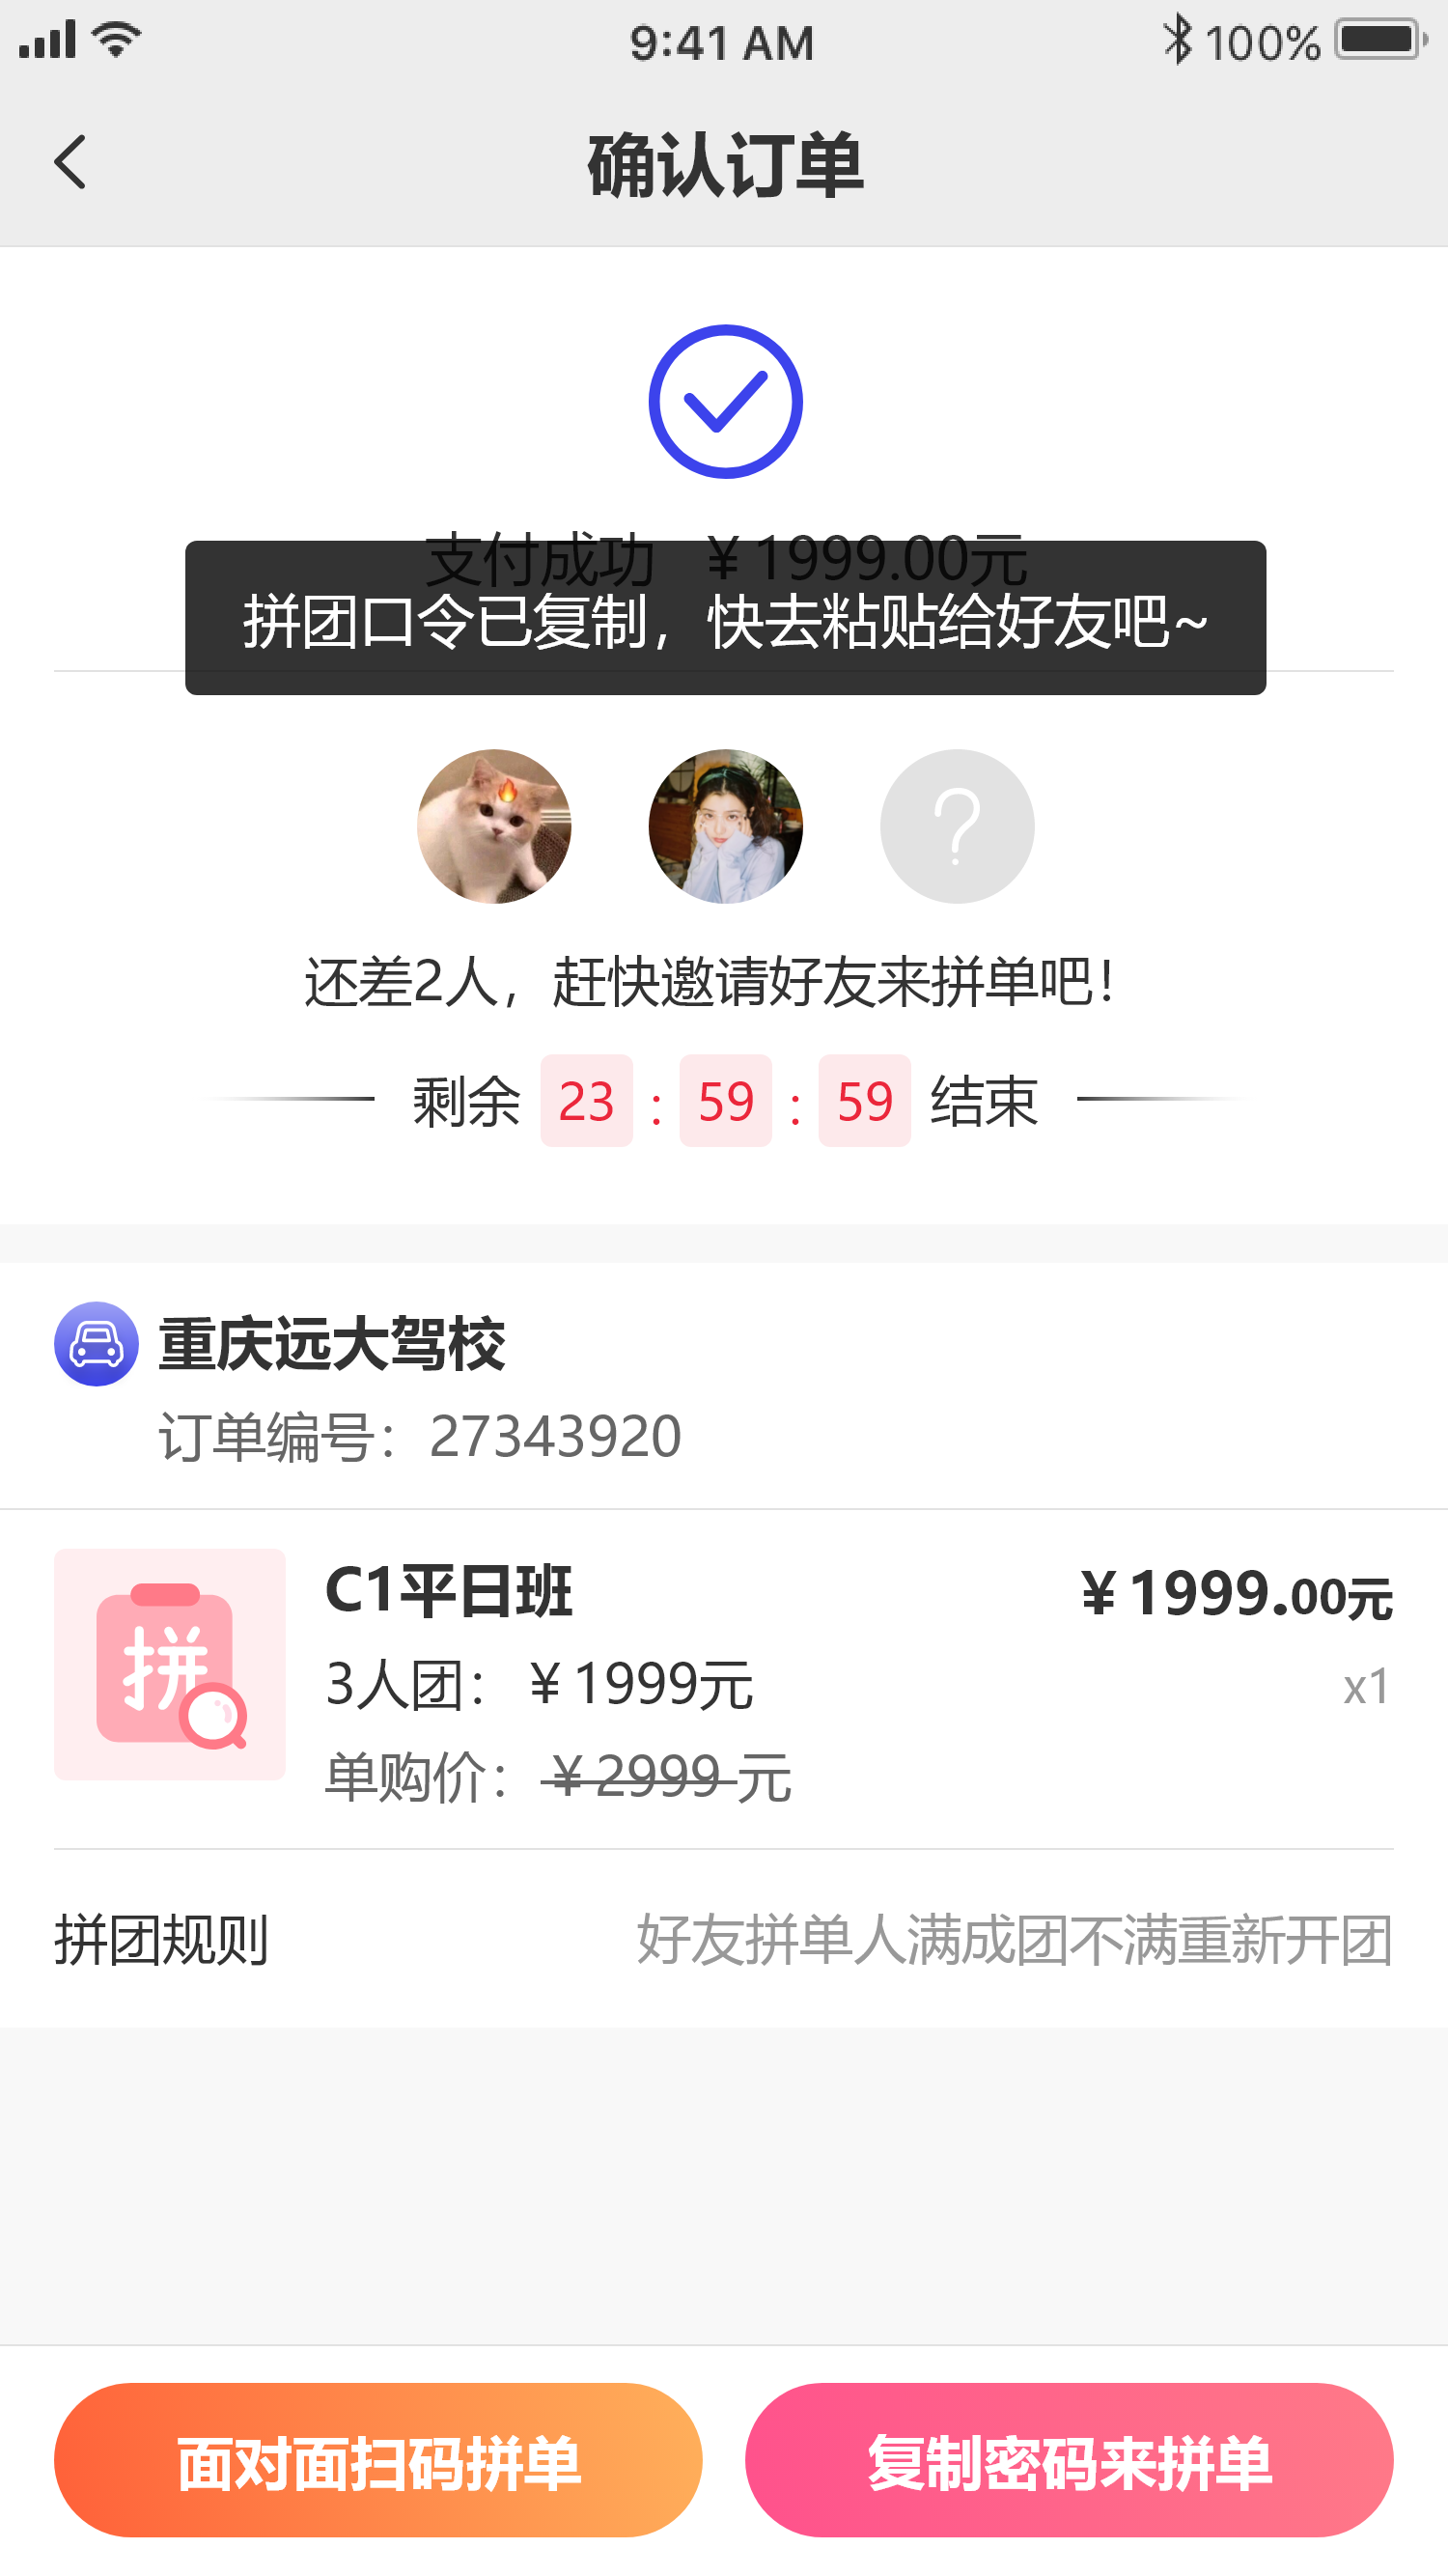 9:41 AM 100%
确认订单
支付成功 ¥1999.00元
拼团口令已复制，快去粘贴给好友吧~
?
还差2人，赶快邀请好友来拼单吧！
剩余 23 : 59 : 59 结束
重庆远大驾校
订单编号：27343920
C1平日班 ¥1999.00元
拼
3人团：¥1999元 x1
单购价：¥2999元
拼团规则 好友拼单人满成团不满重新开团
面对面扫码拼单 复制密码来拼单